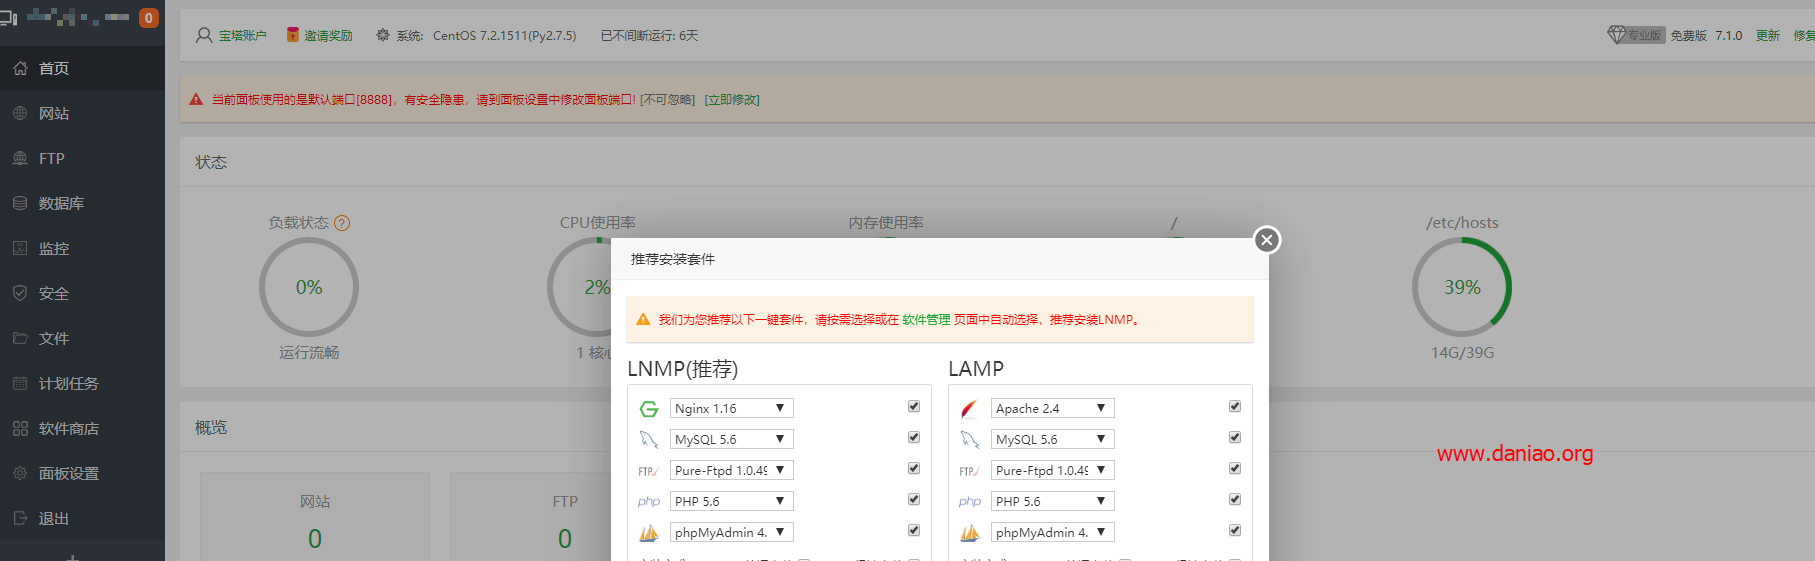 0
宝塔账户 邀请奖励 系统: CentOS 7.2.1511(Py2.7.5) 已不间断运行: 6天 专业版 免费版 7.1.0 更新 修复
首页
网站
FTP
数据库
监控
安全
文件
计划任务
软件商店
面板设置
退出
当前面板使用的是默认端口[8888]，有安全隐患，请到面板设置中修改面板端口! [不可忽略] [立即修改]
状态
负载状态 ?
0%
运行流畅
CPU使用率
2%
1 核心
内存使用率
/
/etc/hosts
39%
14G/39G
概览
网站
0
FTP
0
推荐安装套件
我们为您推荐以下一键套件，请按需选择或在 软件管理 页面中自动选择，推荐安装LNMP。
LNMP(推荐)
Nginx 1.16
MySQL 5.6
FTP Pure-Ftpd 1.0.49
php PHP 5.6
phpMyAdmin 4.
LAMP
Apache 2.4
MySQL 5.6
FTP Pure-Ftpd 1.0.49
php PHP 5.6
phpMyAdmin 4.
www.daniao.org